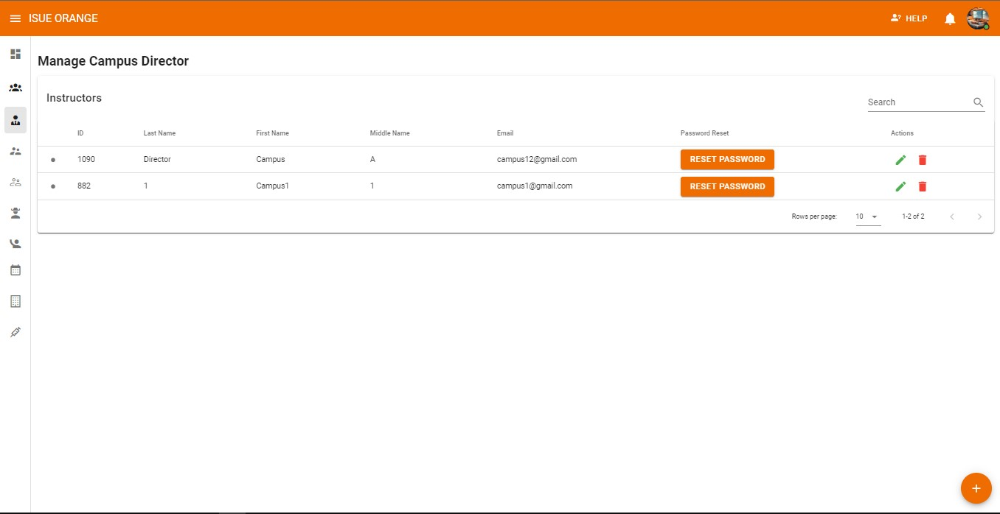 ISUE ORANGE HELP
Manage Campus Director
Instructors
Search
ID Last Name First Name Middle Name Email Password Reset Actions
1090 Director Campus A campus12@gmail.com RESET PASSWORD
882 1 Campus1 1 campus1@gmail.com RESET PASSWORD
Rows per page: 10 1-2 of 2